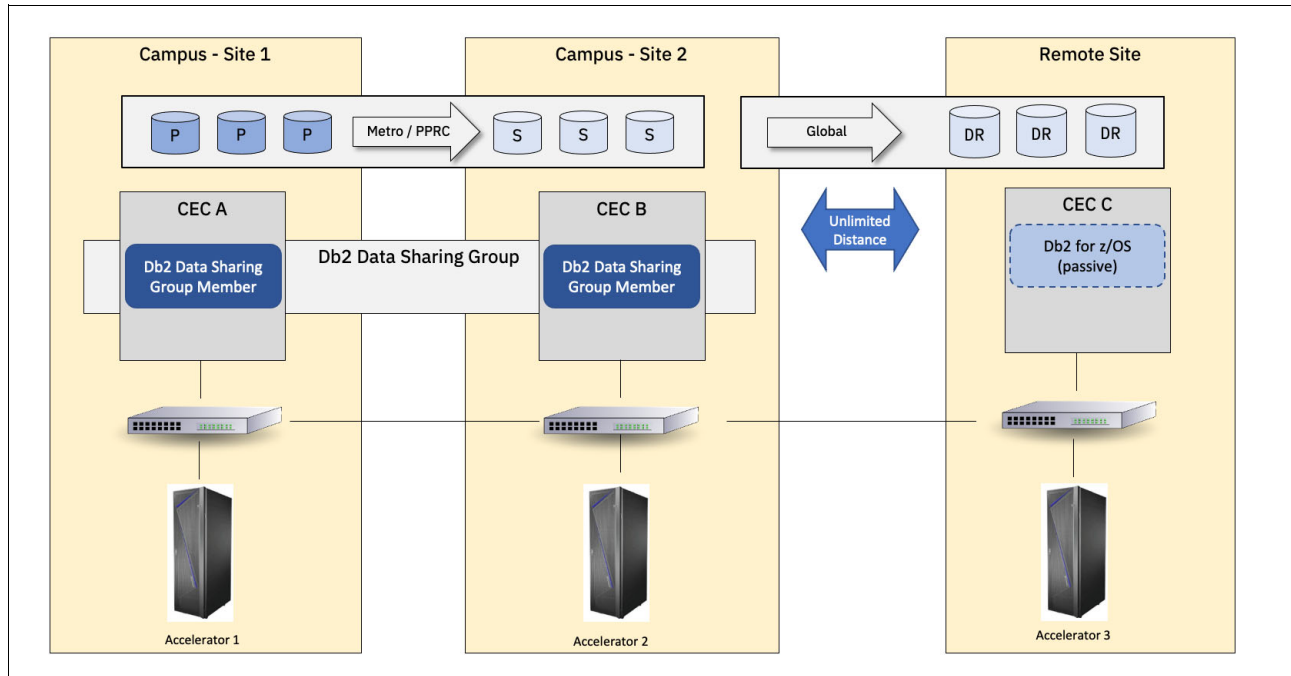 Campus - Site 1
Campus - Site 2
Remote Site
P
P
P
Metro / PPRC
S
S
S
Global
DR
DR
DR
CEC A
CEC B
CEC C
Unlimited
Distance
Db2 Data Sharing Group
Db2 Data Sharing
Group Member
Db2 Data Sharing
Group Member
Db2 for z/OS
(passive)
Accelerator 1
Accelerator 2
Accelerator 3